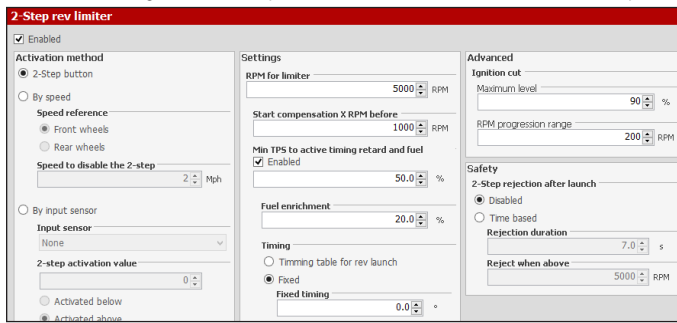 2-Step rev limiter
Enabled
Activation method
2-Step button
By speed
Speed reference
Front wheels
Rear wheels
Speed to disable the 2-step
2 Mph
By input sensor
Input sensor
None
2-step activation value
0
Activated below
Activated above
Settings
RPM for limiter
5000 RPM
Start compensation X RPM before
1000 RPM
Min TPS to active timing retard and fuel
Enabled
50.0 %
Fuel enrichment
20.0 %
Timing
Timming table for rev launch
Fixed
Fixed timing
0.0 °
Advanced
Ignition cut
Maximum level
90 %
RPM progression range
200 RPM
Safety
2-Step rejection after launch
Disabled
Time based
Rejection duration
7.0 s
Reject when above
5000 RPM